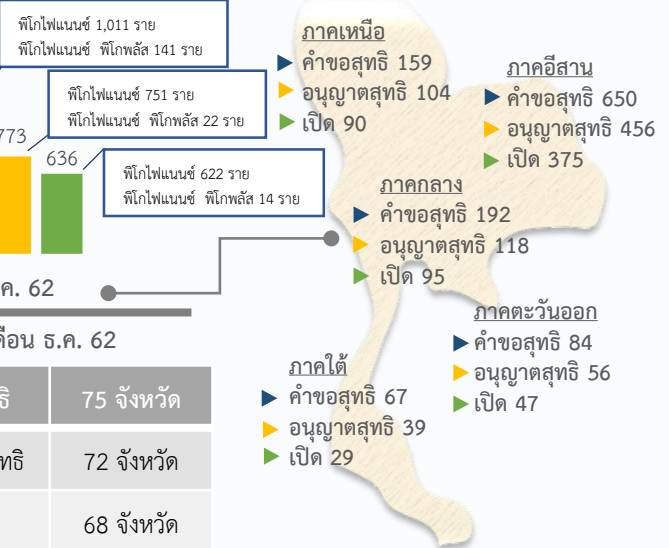 พิโกไฟแนนซ์ 1,011 ราย
พิโกไฟแนนซ์ พิโกพลัส 141 ราย
พิโกไฟแนนซ์ 751 ราย
พิโกไฟแนนซ์ พิโกพลัส 22 ราย
773
636
พิโกไฟแนนซ์ 622 ราย
พิโกไฟแนนซ์ พิโกพลัส 14 ราย
ค. 62
ดือน ธ.ค. 62
ธิ 75 จังหวัด
ทธิ 72 จังหวัด
68 จังหวัด
ภาคเหนือ
คำขอสุทธิ 159
อนุญาตสุทธิ 104
เปิด 90
ภาคอีสาน
คำขอสุทธิ 650
อนุญาตสุทธิ 456
เปิด 375
ภาคกลาง
คำขอสุทธิ 192
อนุญาตสุทธิ 118
เปิด 95
ภาคตะวันออก
คำขอสุทธิ 84
อนุญาตสุทธิ 56
เปิด 47
ภาคใต้
คำขอสุทธิ 67
อนุญาตสุทธิ 39
เปิด 29